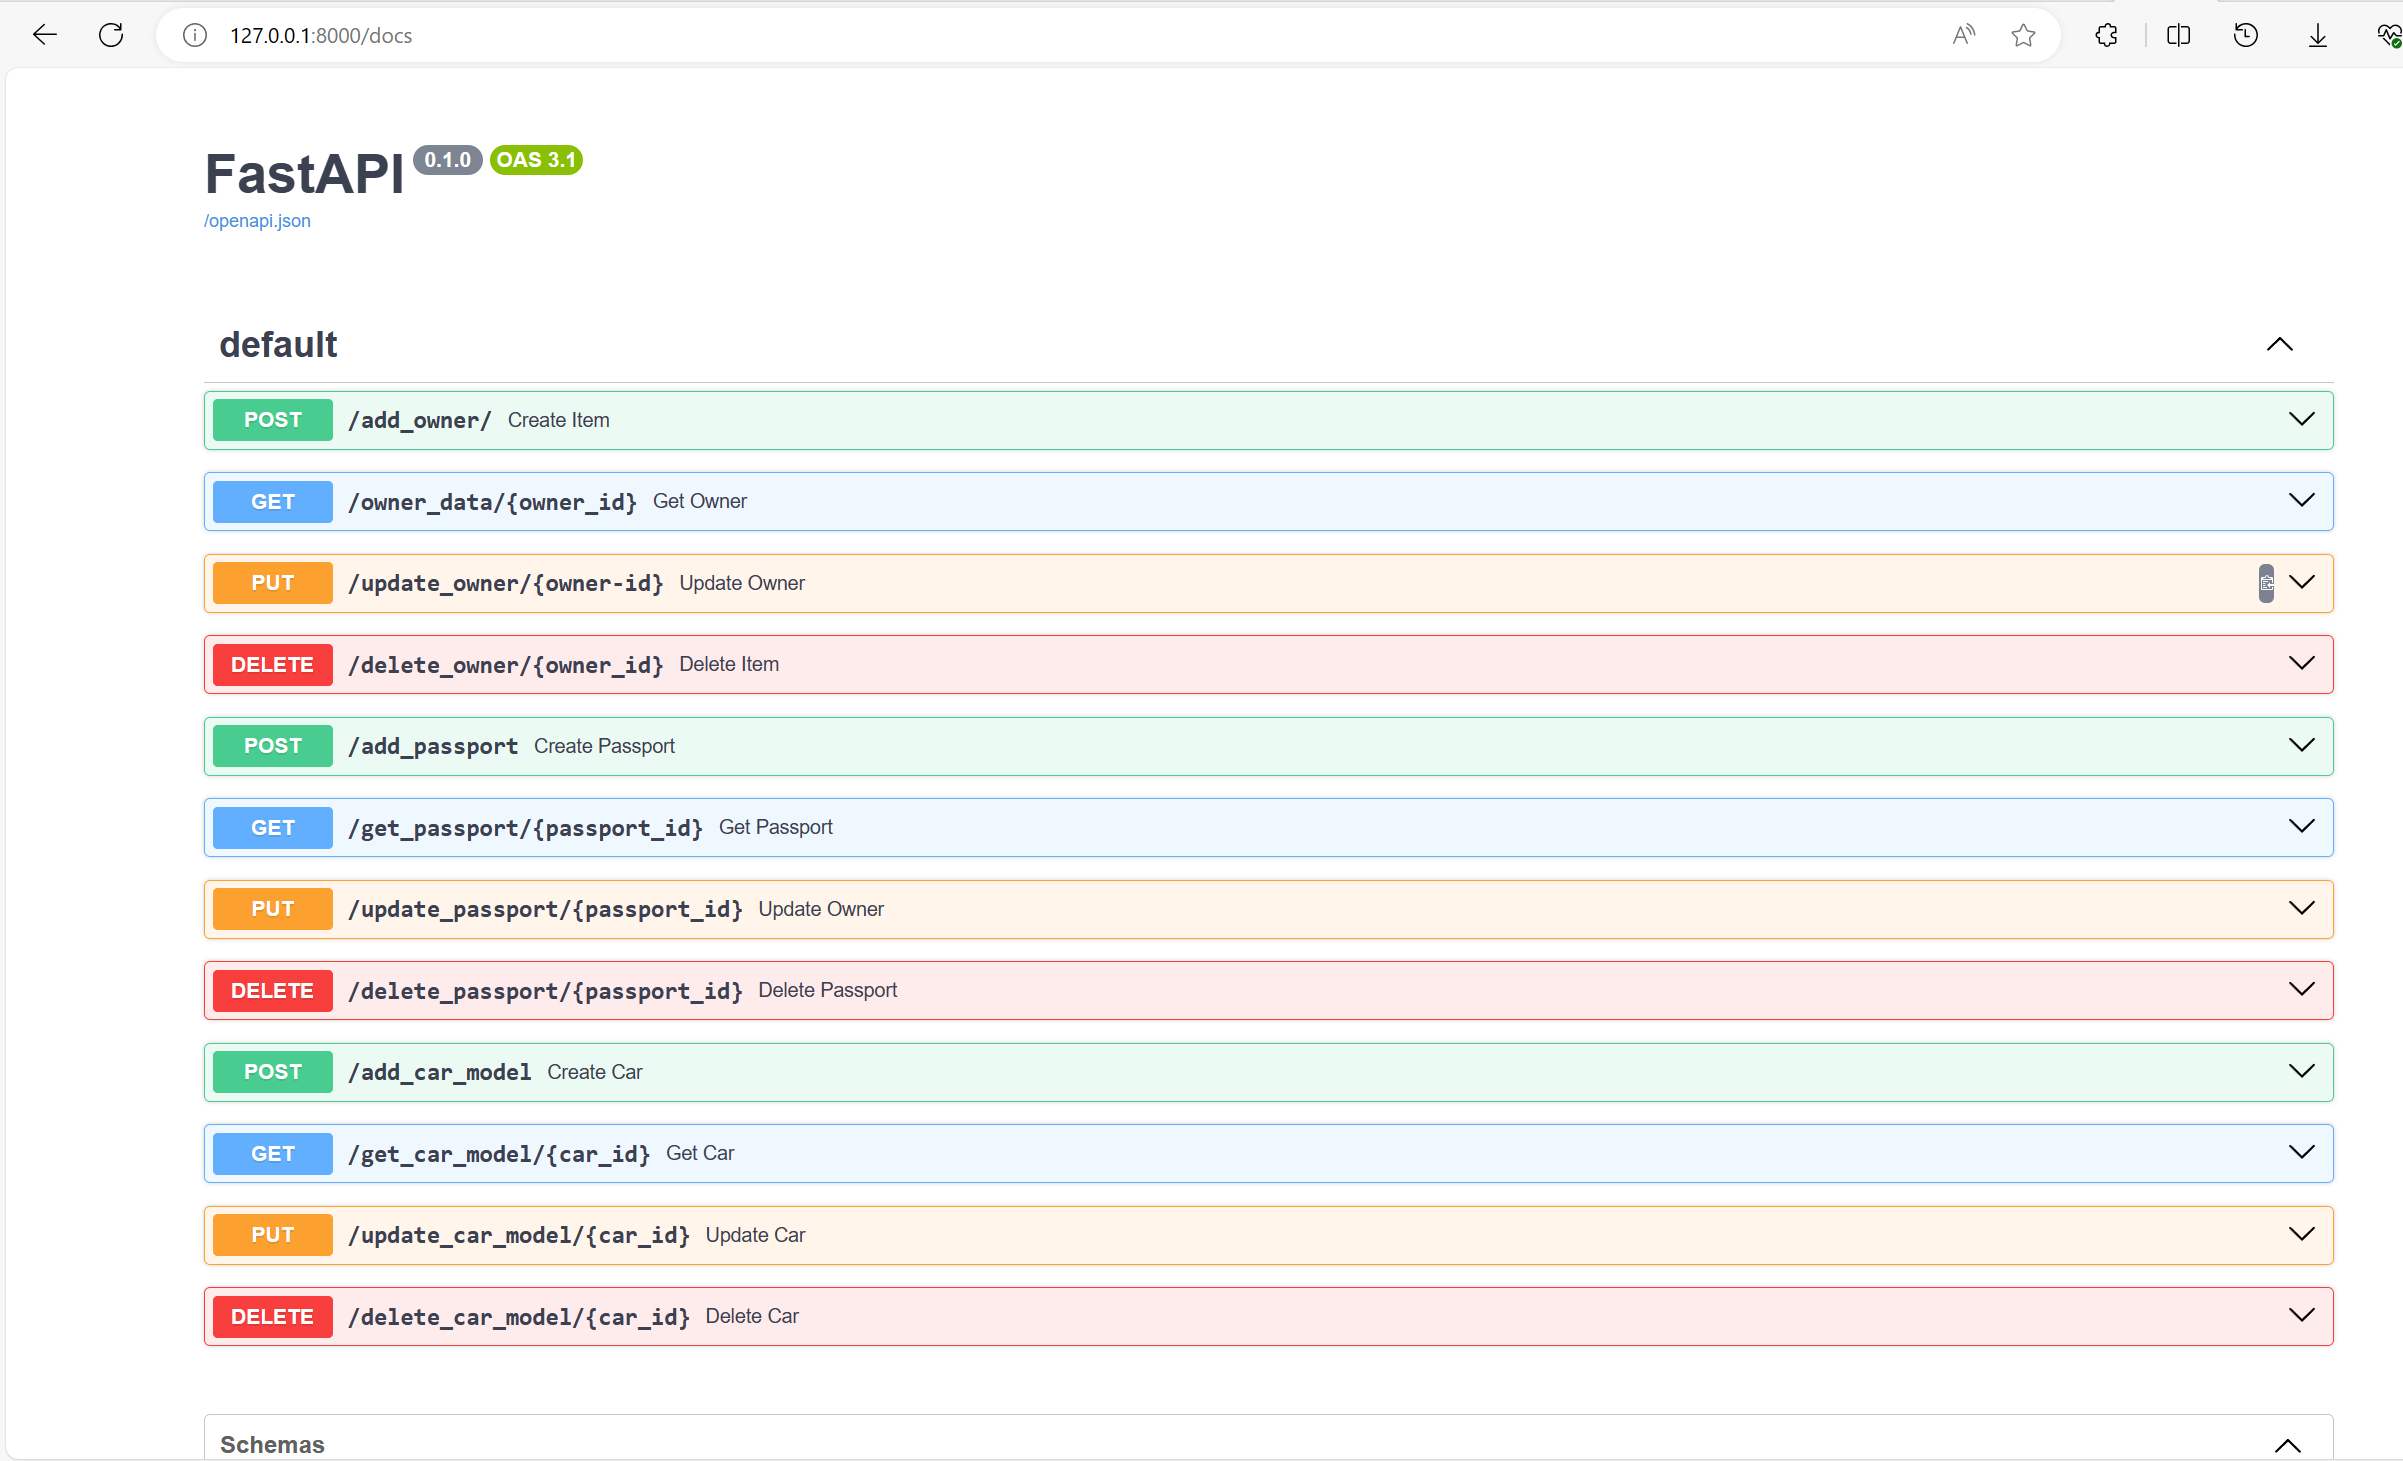 127.0.0.1:8000/docs
FastAPI 0.1.0 OAS 3.1
/openapi.json
default
POST /add_owner/ Create Item
GET /owner_data/{owner_id} Get Owner
PUT /update_owner/{owner-id} Update Owner
DELETE /delete_owner/{owner_id} Delete Item
POST /add_passport Create Passport
GET /get_passport/{passport_id} Get Passport
PUT /update_passport/{passport_id} Update Owner
DELETE /delete_passport/{passport_id} Delete Passport
POST /add_car_model Create Car
GET /get_car_model/{car_id} Get Car
PUT /update_car_model/{car_id} Update Car
DELETE /delete_car_model/{car_id} Delete Car
Schemas